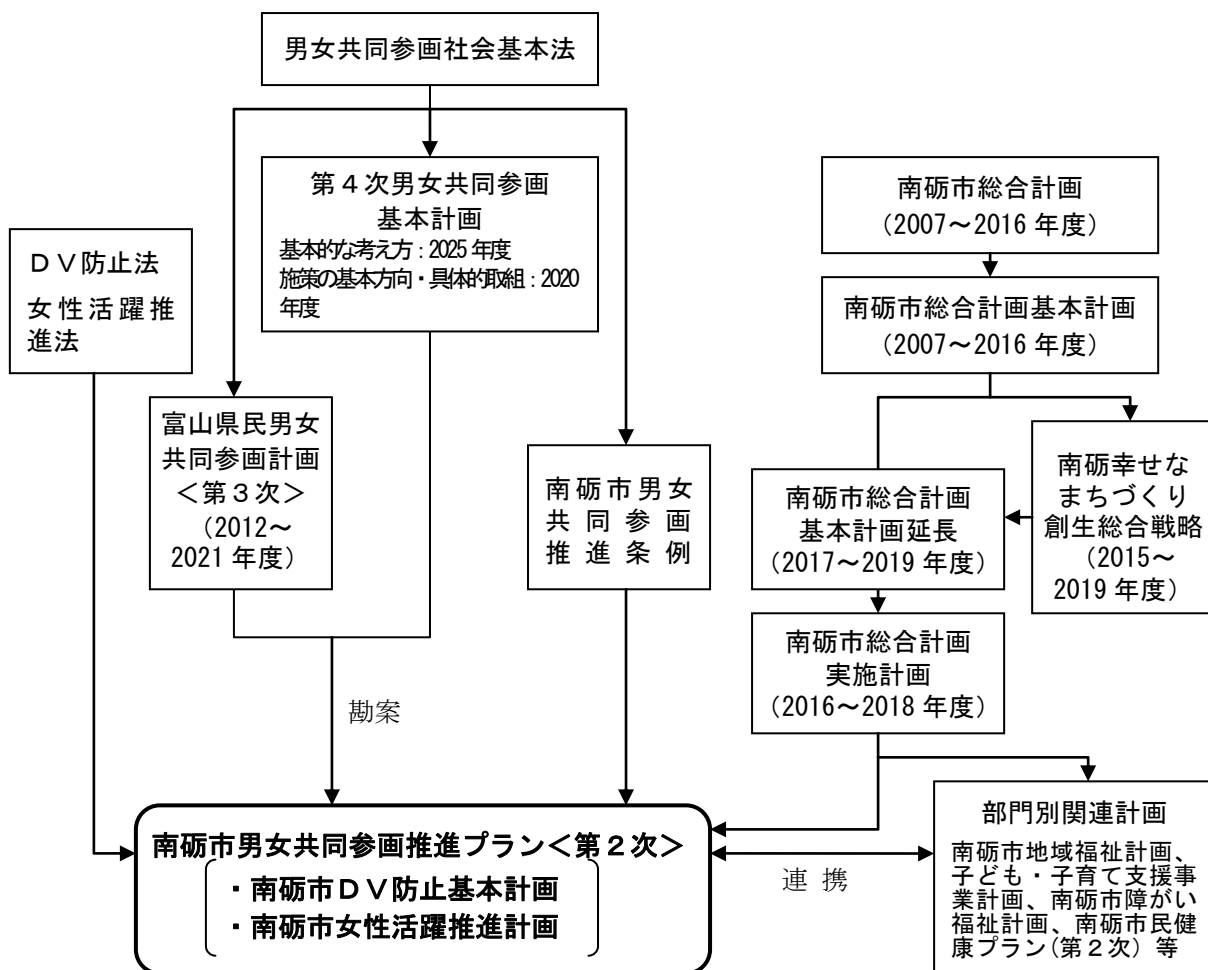 男女共同参画社会基本法
第４次男女共同参画
基本計画
基本的な考え方：2025 年度
施策の基本方向・具体的取組：2020
年度
ＤＶ防止法
女性活躍推
進法
富山県民男女
共同参画計画
＜第３次＞
（2012～
2021 年度）
南砺市男女
共同参画
推進条例
南砺市総合計画
（2007～2016 年度）
南砺市総合計画基本計画
（2007～2016 年度）
南砺市総合計画
基本計画延長
（2017～2019 年度）
南砺幸せな
まちづくり
創生総合戦略
（2015～
2019 年度）
南砺市総合計画
実施計画
（2016～2018 年度）
勘案
南砺市男女共同参画推進プラン＜第２次＞
・南砺市ＤＶ防止基本計画
・南砺市女性活躍推進計画
連 携
部門別関連計画
南砺市地域福祉計画、
子ども・子育て支援事
業計画、南砺市障がい
福祉計画、南砺市民健
康プラン(第２次) 等